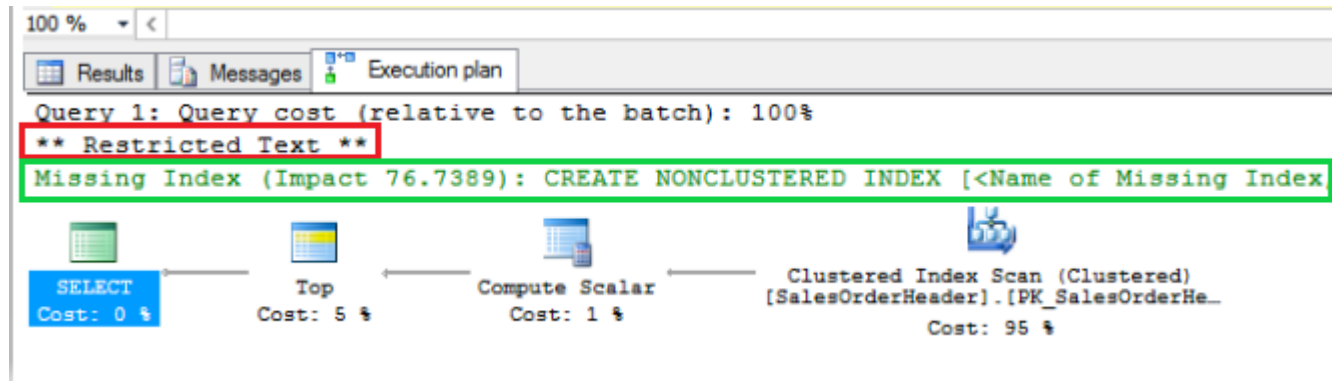 100 %
Results Messages Execution plan
Query 1: Query cost (relative to the batch): 100%
** Restricted Text **
Missing Index (Impact 76.7389): CREATE NONCLUSTERED INDEX [<Name of Missing Index,
SELECT
Cost: 0 %
Top
Cost: 5 %
Compute Scalar
Cost: 1 %
Clustered Index Scan (Clustered)
[SalesOrderHeader].[PK_SalesOrderHe…
Cost: 95 %